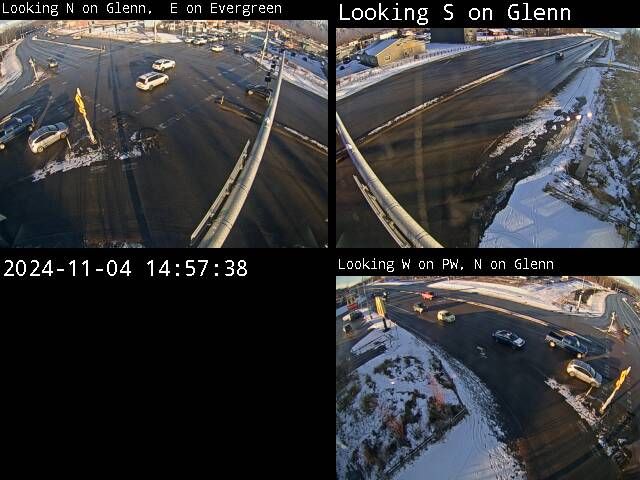 Looking N on Glenn,  E on Evergreen
Looking S on Glenn
2024-11-04 14:57:38
Looking W on PW, N on Glenn